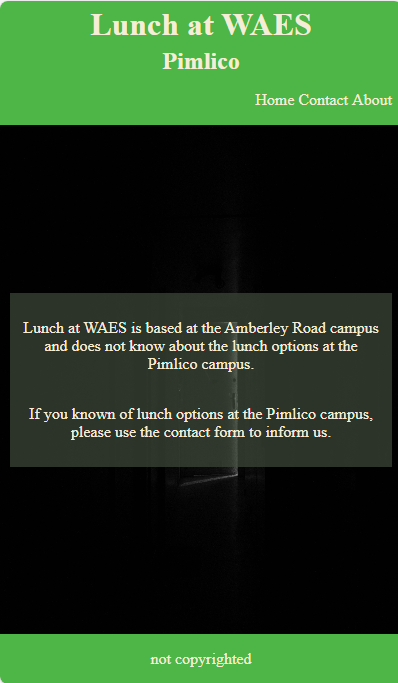 Lunch at WAES
Pimlico
Home Contact About
Lunch at WAES is based at the Amberley Road campus
and does not know about the lunch options at the
Pimlico campus.
If you known of lunch options at the Pimlico campus,
please use the contact form to inform us.
not copyrighted